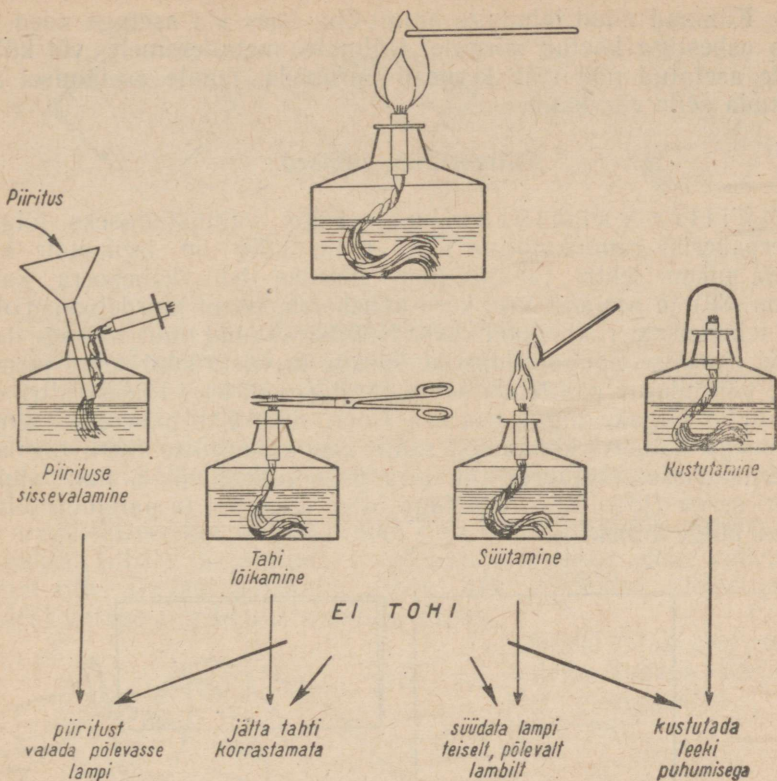 Piiritus
Piirituse
sissevalamine
Tahi
lõikamine
Süütamine
Kustutamine
EI TOHI
piiritust
valada põlevasse
lampi
jätta tahti
korrastamata
süüdata lampi
teiselt, põlevalt
lambilt
kustutada
leeki
puhumisega